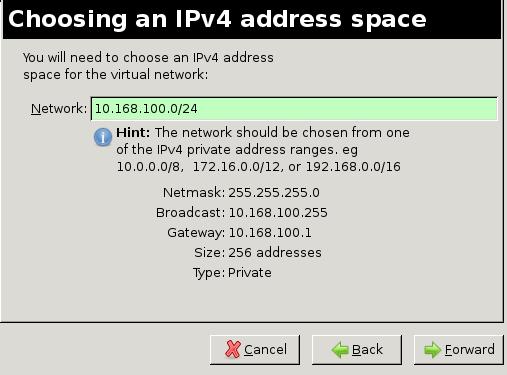 Choosing an IPv4 address space
You will need to choose an IPv4 address
space for the virtual network:
Network: 10.168.100.0/24
Hint: The network should be chosen from one
of the IPv4 private address ranges. eg
10.0.0.0/8, 172.16.0.0/12, or 192.168.0.0/16
Netmask: 255.255.255.0
Broadcast: 10.168.100.255
Gateway: 10.168.100.1
Size: 256 addresses
Type: Private
Cancel Back Forward